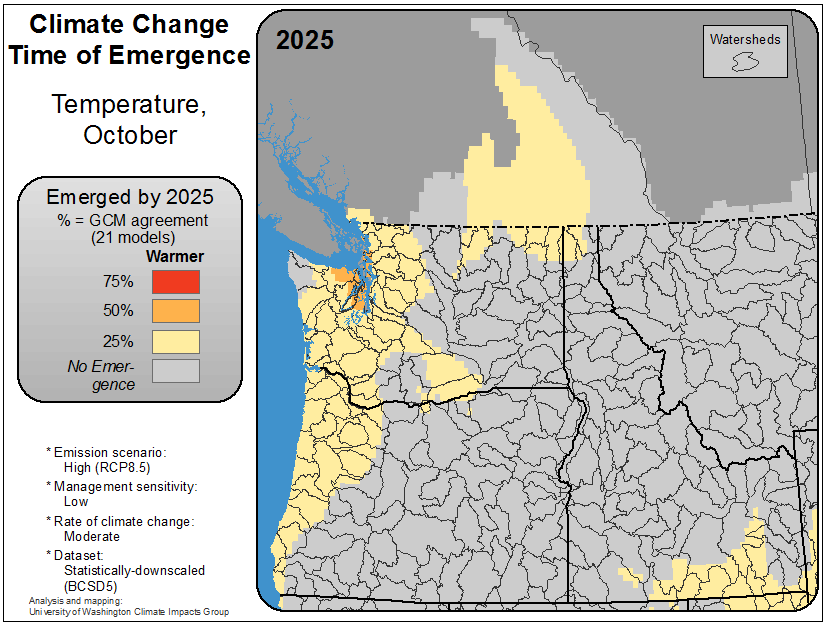 Climate Change
Time of Emergence
Temperature,
October
Emerged by 2025
% = GCM agreement
(21 models)
Warmer
75%
50%
25%
No Emer-
gence
* Emission scenario:
High (RCP8.5)
* Management sensitivity:
Low
* Rate of climate change:
Moderate
* Dataset:
Statistically-downscaled
(BCSD5)
Analysis and mapping:
University of Washington Climate Impacts Group
2025
Watersheds